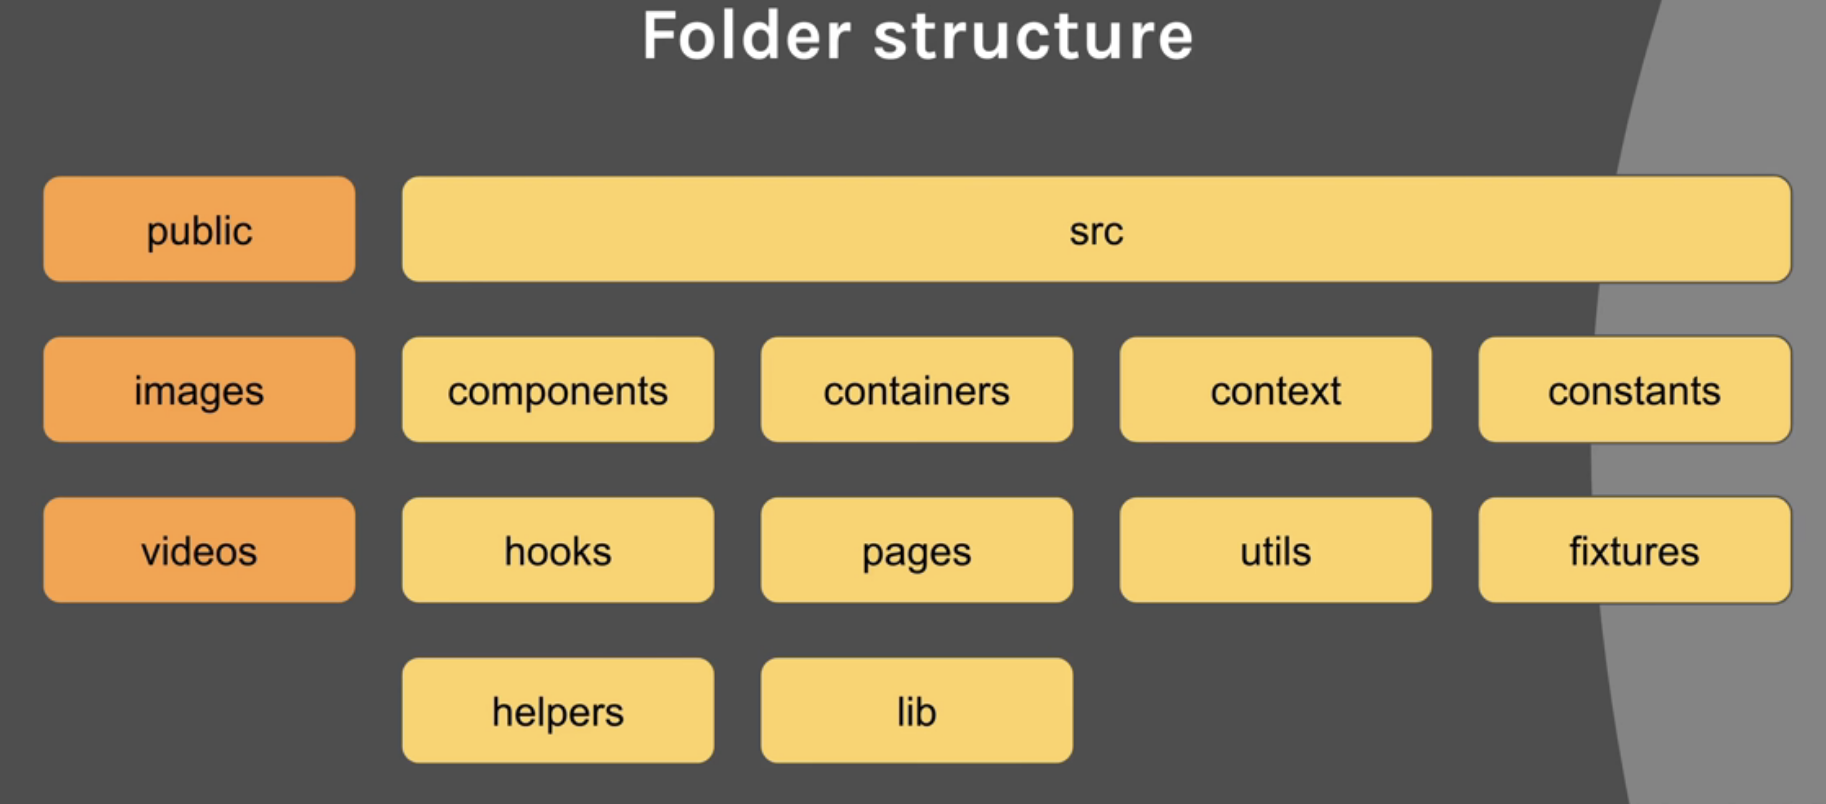 Folder structure
public
src
images
components
containers
context
constants
videos
hooks
pages
utils
fixtures
helpers
lib